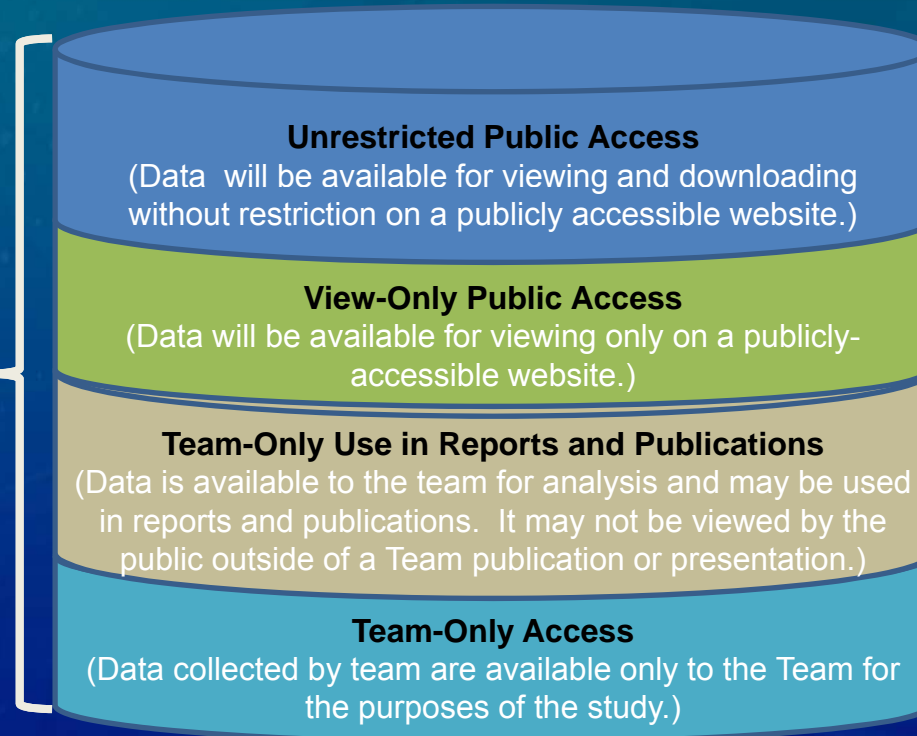 Unrestricted Public Access
(Data will be available for viewing and downloading
without restriction on a publicly accessible website.)
View-Only Public Access
(Data will be available for viewing only on a publicly-
accessible website.)
Team-Only Use in Reports and Publications
(Data is available to the team for analysis and may be used
in reports and publications. It may not be viewed by the
public outside of a Team publication or presentation.)
Team-Only Access
(Data collected by team are available only to the Team for
the purposes of the study.)